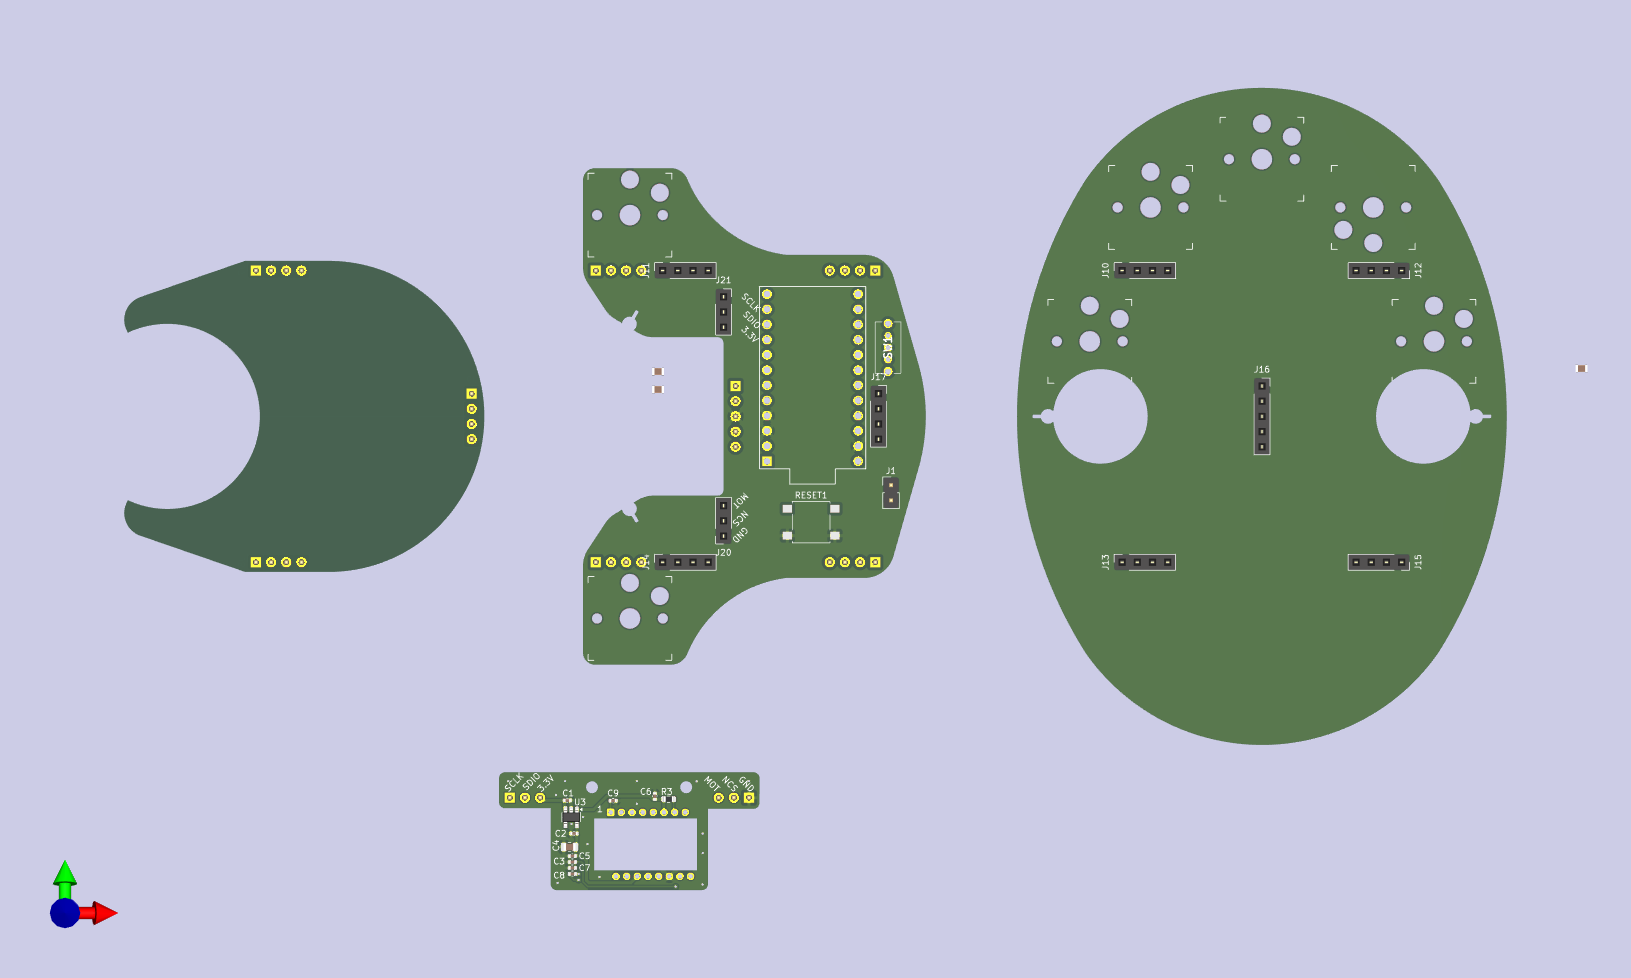 J21
SCLK
SDIO
3.3V
SW1
J17
J1
RESET1
MOT
NCS
GND
J20
J10
J12
J16
J13
J15
SCLK
SDIO
3.3V
MOT
NCS
GND
C1
U3
C9
C6
R3
1
C2
C4
C5
C3
C7
C8